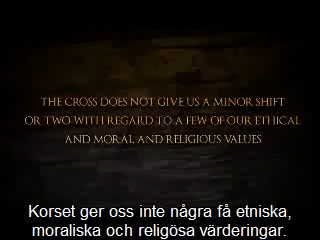 THE CROSS DOES NOT GIVE US A MINOR SHIFT
OR TWO WITH REGARD TO A FEW OF OUR ETHICAL
AND MORAL AND RELIGIOUS VALUES
Korset ger oss inte några få etniska,
moraliska och religösa värderingar.